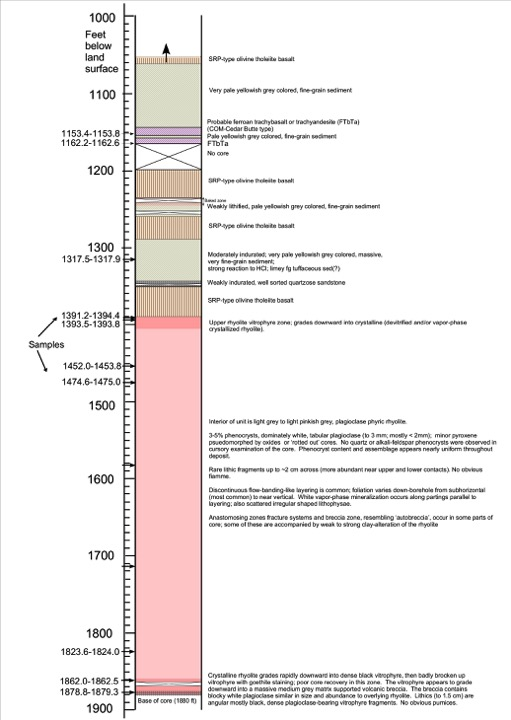 1000
Feet
below
land
surface
SRP-type olivine tholeiite basalt
Very pale yellowish grey colored, fine-grain sediment
1100
Probable ferroan trachybasalt or trachyandesite (FTbTa)
(COM-Cedar Butte type)
1153.4-1153.8
Pale yellowish grey colored, fine-grain sediment
1162.2-1162.6
FTbTa
No core
1200
SRP-type olivine tholeiite basalt
Weakly lithified, pale yellowish grey colored, fine-grain sediment
SRP-type olivine tholeiite basalt
1300
Moderately indurated; very pale yellowish grey colored, massive,
very fine-grain sediment;
1317.5-1317.9
strong reaction to HCl; limey fg tuffaceous sed(?)
Weakly indurated, well sorted quartzose sandstone
SRP-type olivine tholeiite basalt
1391.2-1394.4
1393.5-1393.8
Upper rhyolite vitrophyre zone; grades downward into crystalline (devitrified and/or vapor-phase
crystallized rhyolite).
Samples
1452.0-1453.8
1474.6-1475.0
1500
Interior of unit is light grey to light pinkish grey, plagioclase phyric rhyolite.
3-5% phenocrysts, dominately white, tabular plagioclase (to 3 mm; mostly < 2mm); minor pyroxene
psuedomorphed by oxides or 'rotted out' cores. No quartz or alkali-feldspar phenocrysts were observed in
cursory examination of the core. Phenocryst content and assemblage appears nearly uniform throughout
deposit.
1600
Rare lithic fragments up to ~2 cm across (more abundant near upper and lower contacts). No obvious
fiamme.
Discontinuous flow-banding-like layering is common; foliation varies down-borehole from subhorizontal
(most common) to near vertical. White vapor-phase mineralization occurs along partings parallel to
layering; also scattered irregular shaped lithophysae.
Anastomosing zones fracture systems and breccia zone, resembling 'autobreccia', occur in some parts of
core; some of these are accompanied by weak to strong clay-alteration of the rhyolite
1700
1800
1823.6-1824.0
1862.0-1862.5
Crystalline rhyolite grades rapidly downward into dense black vitrophyre, then badly brocken up
vitrophyre with goethite staining; poor core recovery in this zone. The vitrophyre appears to grade
1878.8-1879.3
downward into a massive medium grey matrix supported volcanic breccia. The breccia contains
blocky white plagioclase similar in size and abundance to overlying rhyolite. Lithics (to 1.5 cm) are
angular mostly black, dense plagioclase-bearing vitrophyre fragments. No obvious pumices.
Base of core (1880 ft)
1900